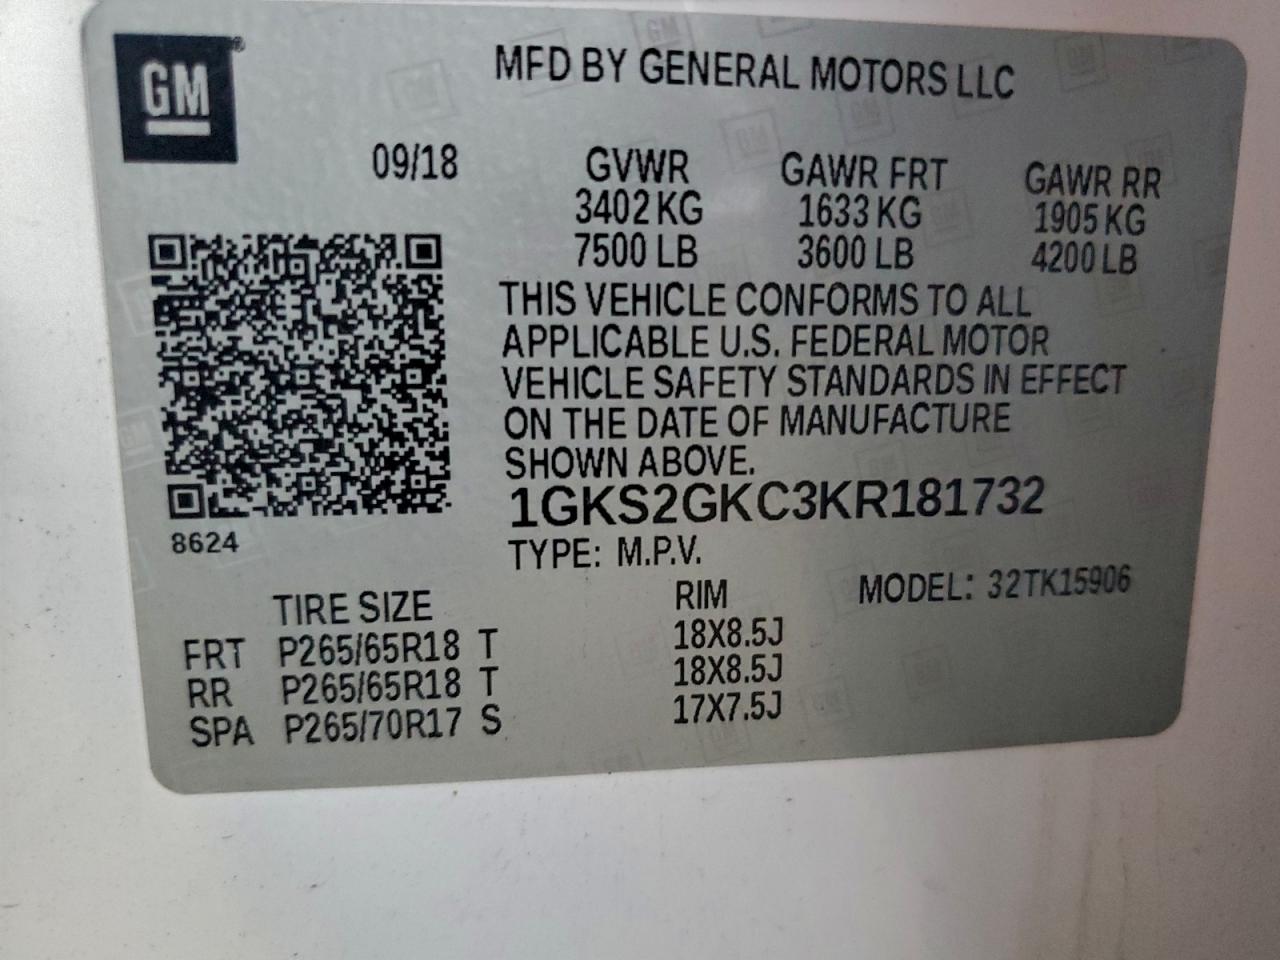 GM®
MFD BY GENERAL MOTORS LLC
09/18 GVWR GAWR FRT GAWR RR
3402 KG 1633 KG 1905 KG
7500 LB 3600 LB 4200 LB
THIS VEHICLE CONFORMS TO ALL
APPLICABLE U.S. FEDERAL MOTOR
VEHICLE SAFETY STANDARDS IN EFFECT
ON THE DATE OF MANUFACTURE
SHOWN ABOVE.
1GKS2GKC3KR181732
8624
TYPE: M.P.V.
MODEL: 32TK15906
TIRE SIZE RIM
FRT P265/65R18 T 18X8.5J
RR P265/65R18 T 18X8.5J
SPA P265/70R17 S 17X7.5J